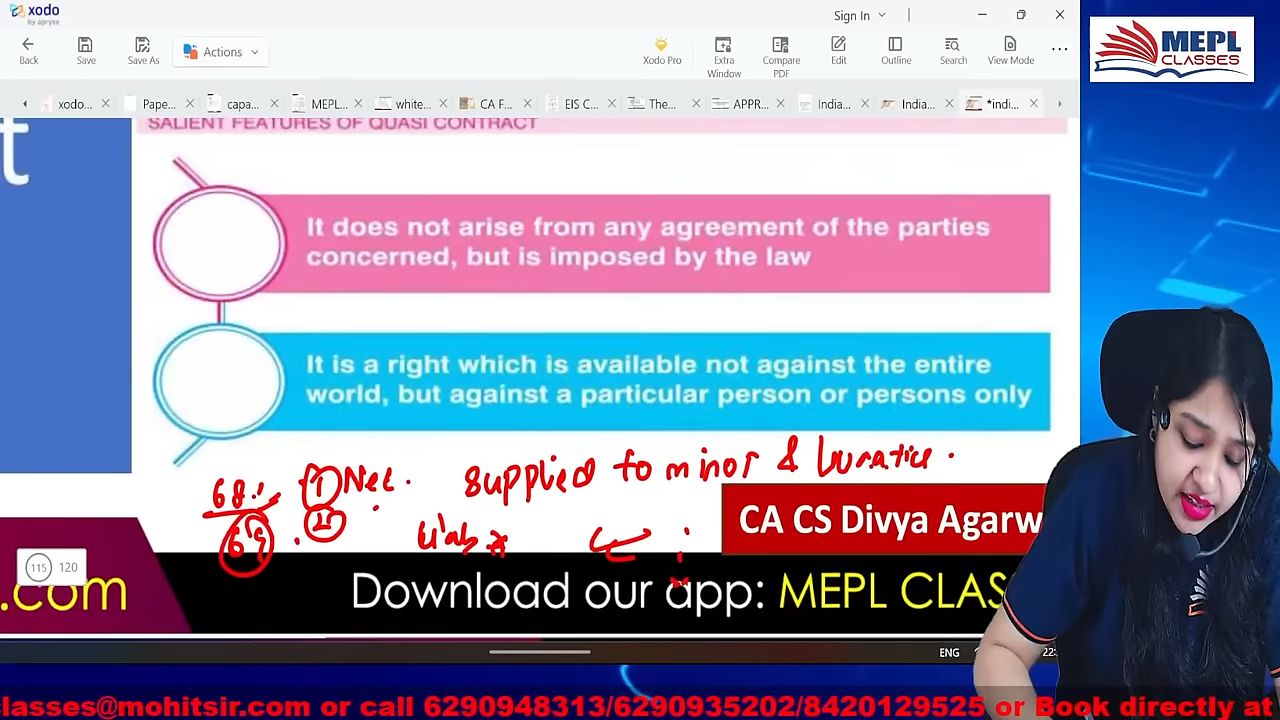 xodo
by apryse
Sign In
Back
Save
Save As
Actions
Xodo Pro
Extra Window
Compare PDF
Edit
Outline
Search
View Mode
xodo...
Pape...
capa...
MEPL...
white...
CA F...
EIS C...
The...
APPR...
India...
India...
*indi...
MEPL
CLASSES
t
SALIENT FEATURES OF QUASI CONTRACT
It does not arise from any agreement of the parties
concerned, but is imposed by the law
It is a right which is available not against the entire
world, but against a particular person or persons only
68 ① Nec. supplied to minor & lunatic.
69
CA CS Divya Agarw
115 120
.com
Download our app: MEPL CLAS
ENG
22:
lasses@mohitsir.com or call 6290948313/6290935202/8420129525 or Book directly at